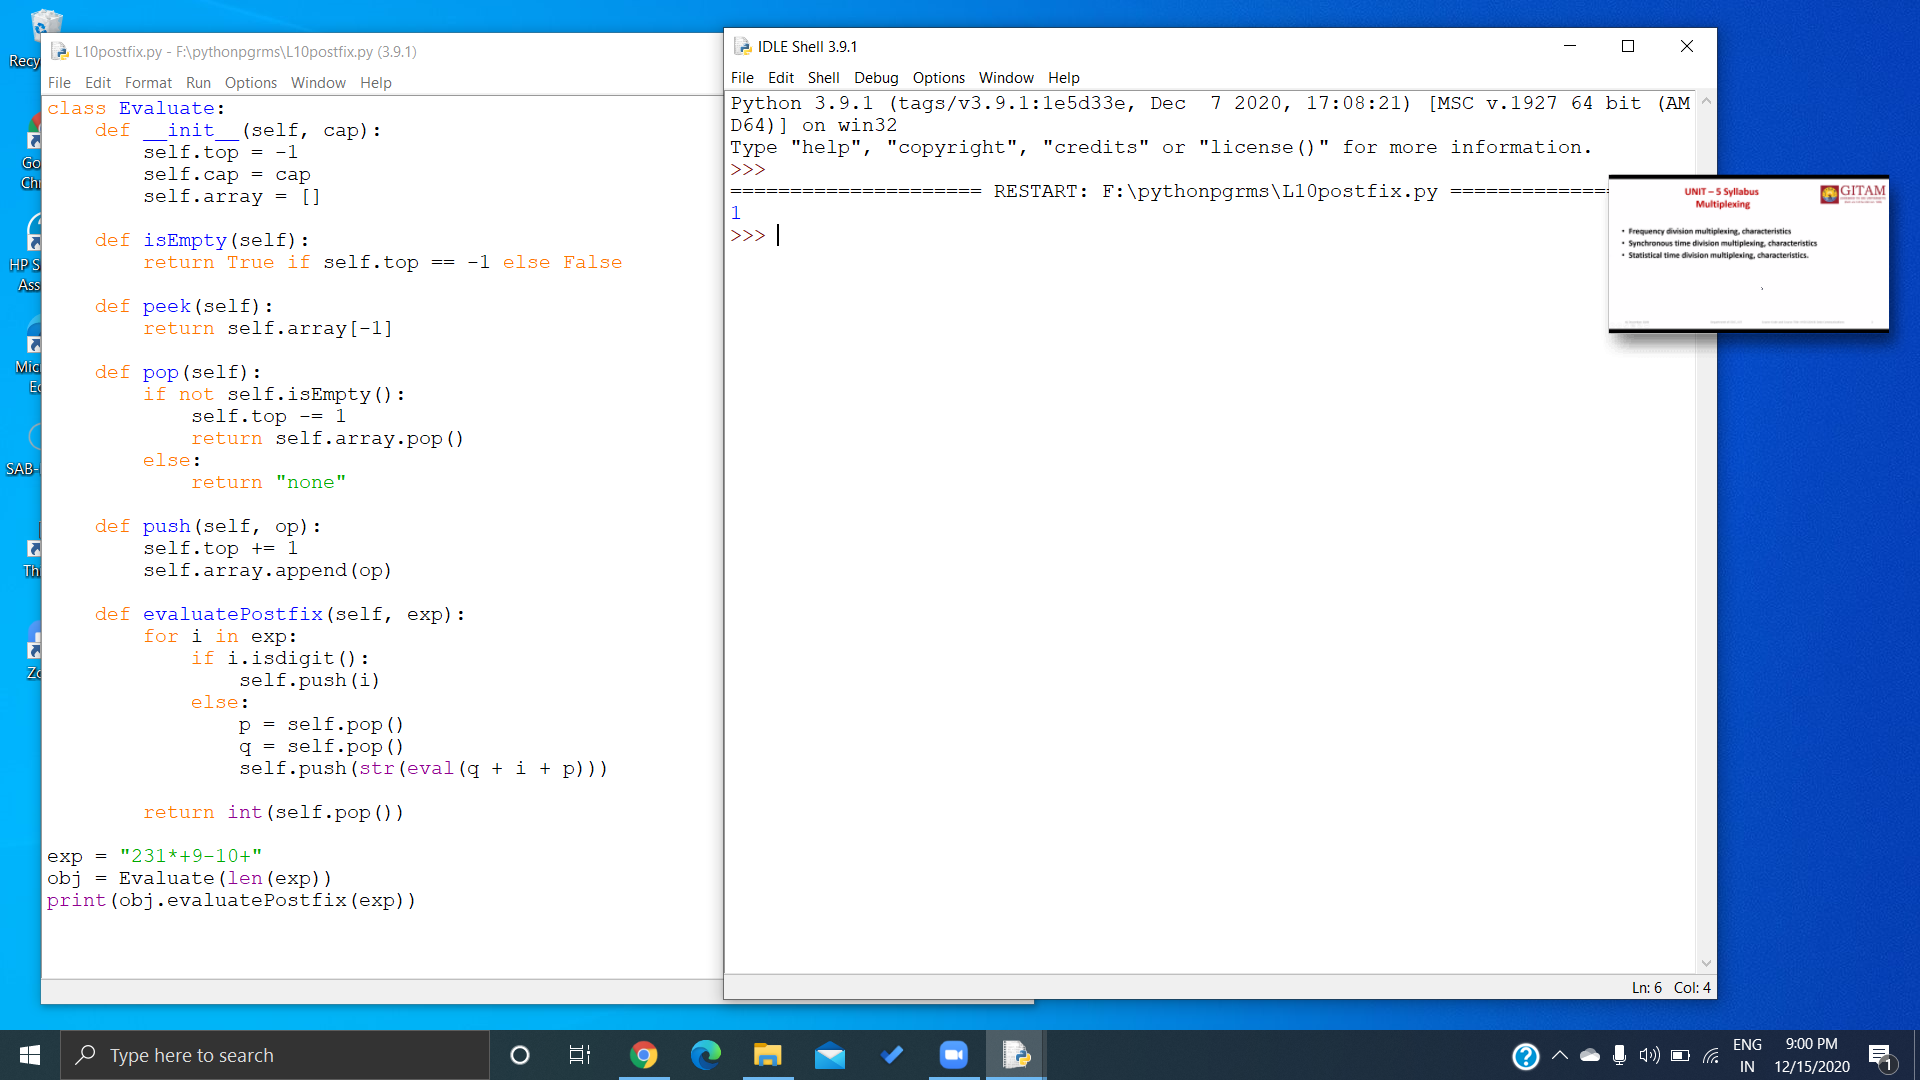 Recy
Go
Chr
HP S
Ass
Mic
Ec
SAB-
Th
Zo
L10postfix.py - F:\pythonpgrms\L10postfix.py (3.9.1)
File Edit Format Run Options Window Help
class Evaluate:
    def __init__(self, cap):
        self.top = -1
        self.cap = cap
        self.array = []
    def isEmpty(self):
        return True if self.top == -1 else False
    def peek(self):
        return self.array[-1]
    def pop(self):
        if not self.isEmpty():
            self.top -= 1
            return self.array.pop()
        else:
            return "none"
    def push(self, op):
        self.top += 1
        self.array.append(op)
    def evaluatePostfix(self, exp):
        for i in exp:
            if i.isdigit():
                self.push(i)
            else:
                p = self.pop()
                q = self.pop()
                self.push(str(eval(q + i + p)))
        return int(self.pop())
exp = "231*+9-10+"
obj = Evaluate(len(exp))
print(obj.evaluatePostfix(exp))
IDLE Shell 3.9.1
File Edit Shell Debug Options Window Help
Python 3.9.1 (tags/v3.9.1:1e5d33e, Dec  7 2020, 17:08:21) [MSC v.1927 64 bit (AM
D64)] on win32
Type "help", "copyright", "credits" or "license()" for more information.
>>>
===================== RESTART: F:\pythonpgrms\L10postfix.py ==============
1
>>>
Ln: 6 Col: 4
UNIT – 5 Syllabus
Multiplexing
GITAM
• Frequency division multiplexing, characteristics
• Synchronous time division multiplexing, characteristics
• Statistical time division multiplexing, characteristics.
Type here to search
ENG
IN
9:00 PM
12/15/2020
1